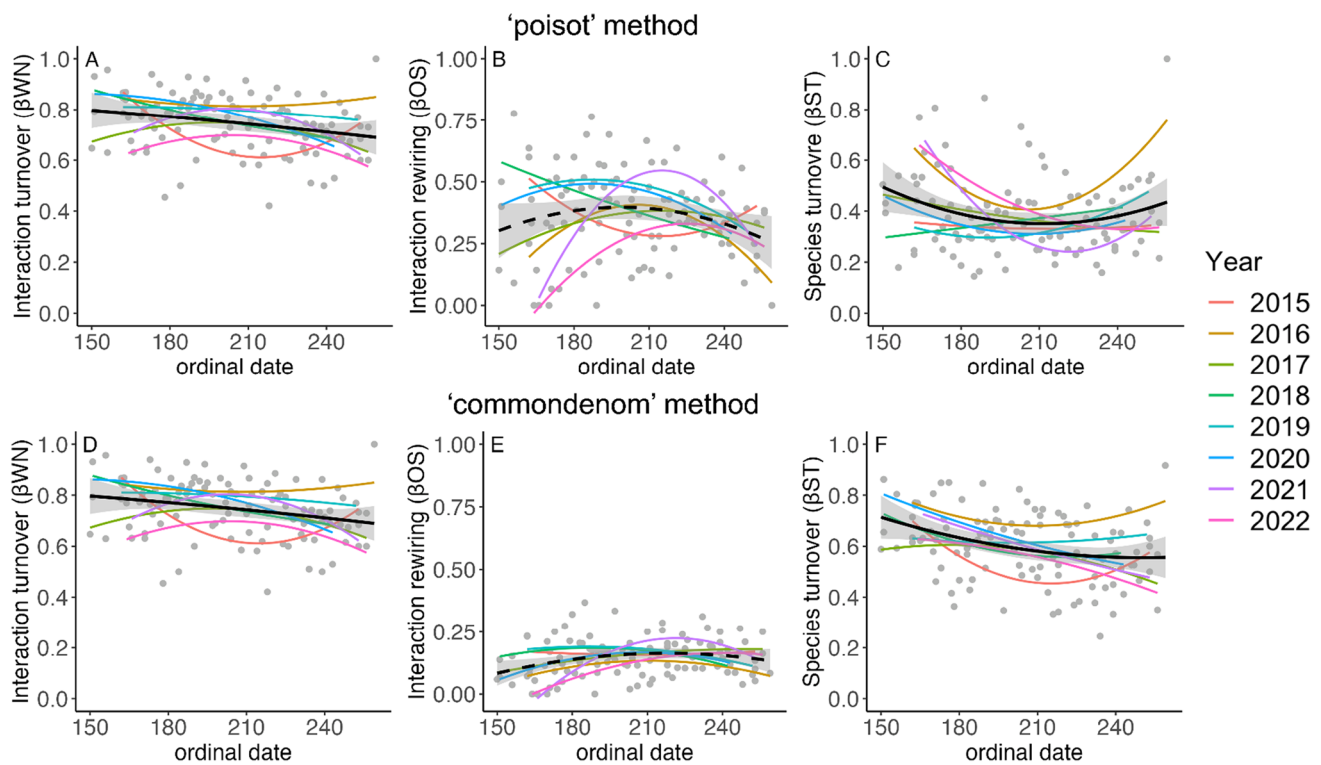 ‘poisot’ method
A
Interaction turnover (βWN)
1.0
0.8
0.6
0.4
0.2
0.0
150 180 210 240
ordinal date
B
Interaction rewiring (βOS)
1.00
0.75
0.50
0.25
0.00
150 180 210 240
ordinal date
C
Species turnovre (βST)
1.0
0.8
0.6
0.4
0.2
0.0
150 180 210 240
ordinal date
‘commondenom’ method
D
Interaction turnover (βWN)
1.0
0.8
0.6
0.4
0.2
0.0
150 180 210 240
ordinal date
E
Interaction rewiring (βOS)
1.00
0.75
0.50
0.25
0.00
150 180 210 240
ordinal date
F
Species turnover (βST)
1.0
0.8
0.6
0.4
0.2
0.0
150 180 210 240
ordinal date
Year
2015
2016
2017
2018
2019
2020
2021
2022